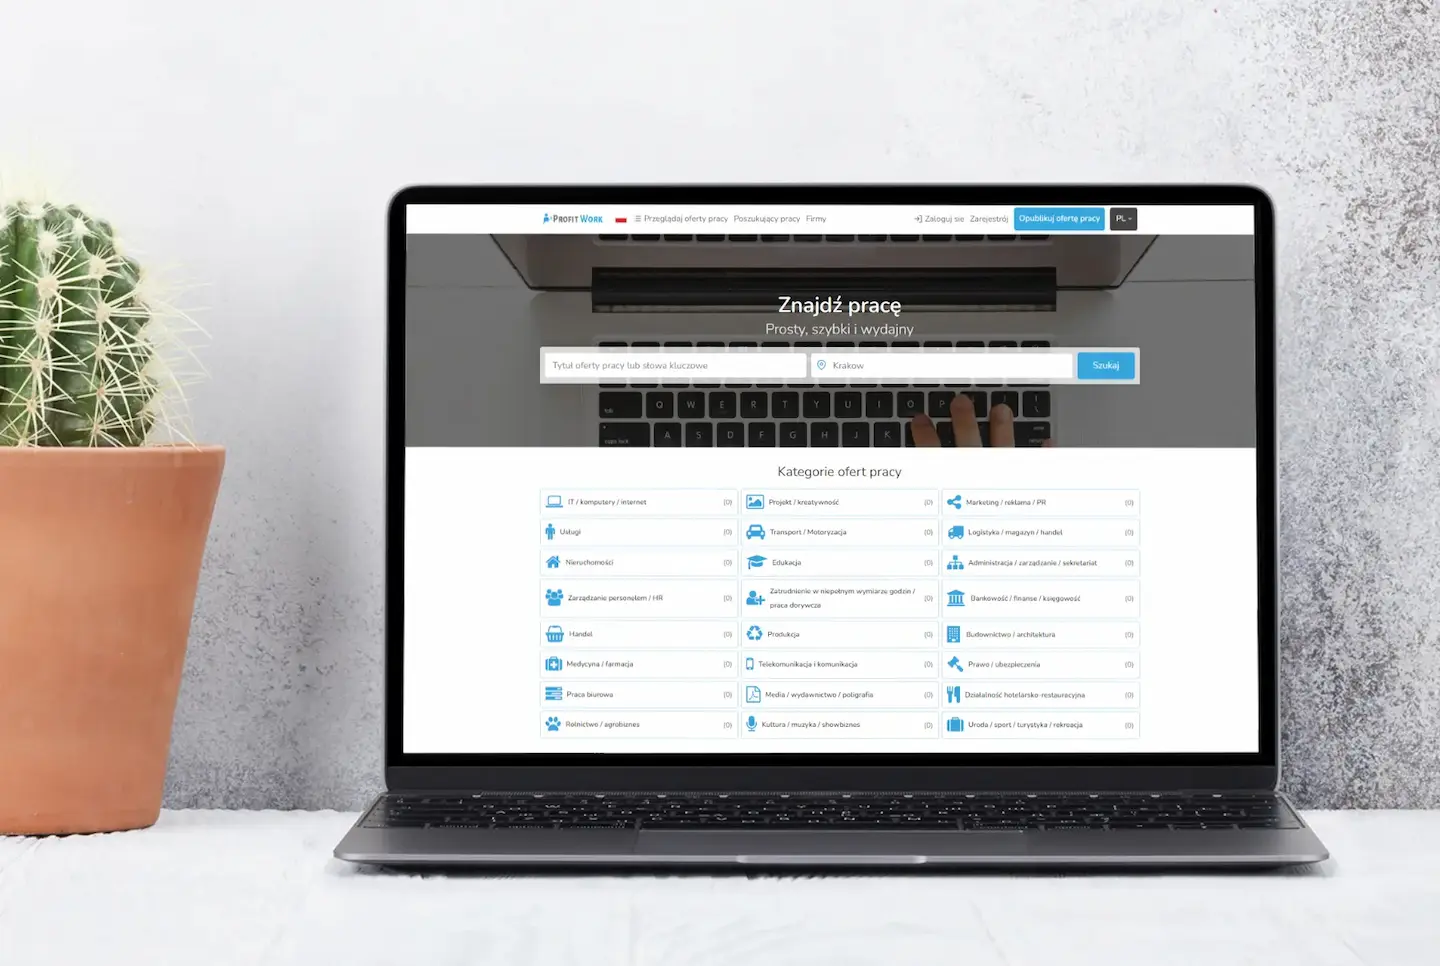 PROFIT WORK
Przeglądaj oferty pracy Poszukujący pracy Firmy
Zaloguj sie Zarejestrój Opublikuj ofertę pracy PL
Znajdź pracę
Prosty, szybki i wydajny
Tytuł oferty pracy lub słowa kluczowe Krakow Szukaj
Q W E R T Y U I O P
tab
A S D F G H J K
caps lock
Kategorie ofert pracy
IT / komputery / internet (0) Projekt / kreatywność (0) Marketing / reklama / PR (0)
Usługi (0) Transport / Motoryzacja (0) Logistyka / magazyn / handel (0)
Nieruchomości (0) Edukacja (0) Administracja / zarządzanie / sekretariat (0)
Zarządzanie personelem / HR (0) Zatrudnienie w niepełnym wymiarze godzin /
praca dorywcza (0) Bankowość / finanse / księgowość (0)
Handel (0) Produkcja (0) Budownictwo / architektura (0)
Medycyna / farmacja (0) Telekomunikacja i komunikacja (0) Prawo / ubezpieczenia (0)
Praca biurowa (0) Media / wydawnictwo / poligrafia (0) Działalność hotelarsko-restauracyjna (0)
Rolnictwo / agrobiznes (0) Kultura / muzyka / showbiznes (0) Uroda / sport / turystyka / rekreacja (0)